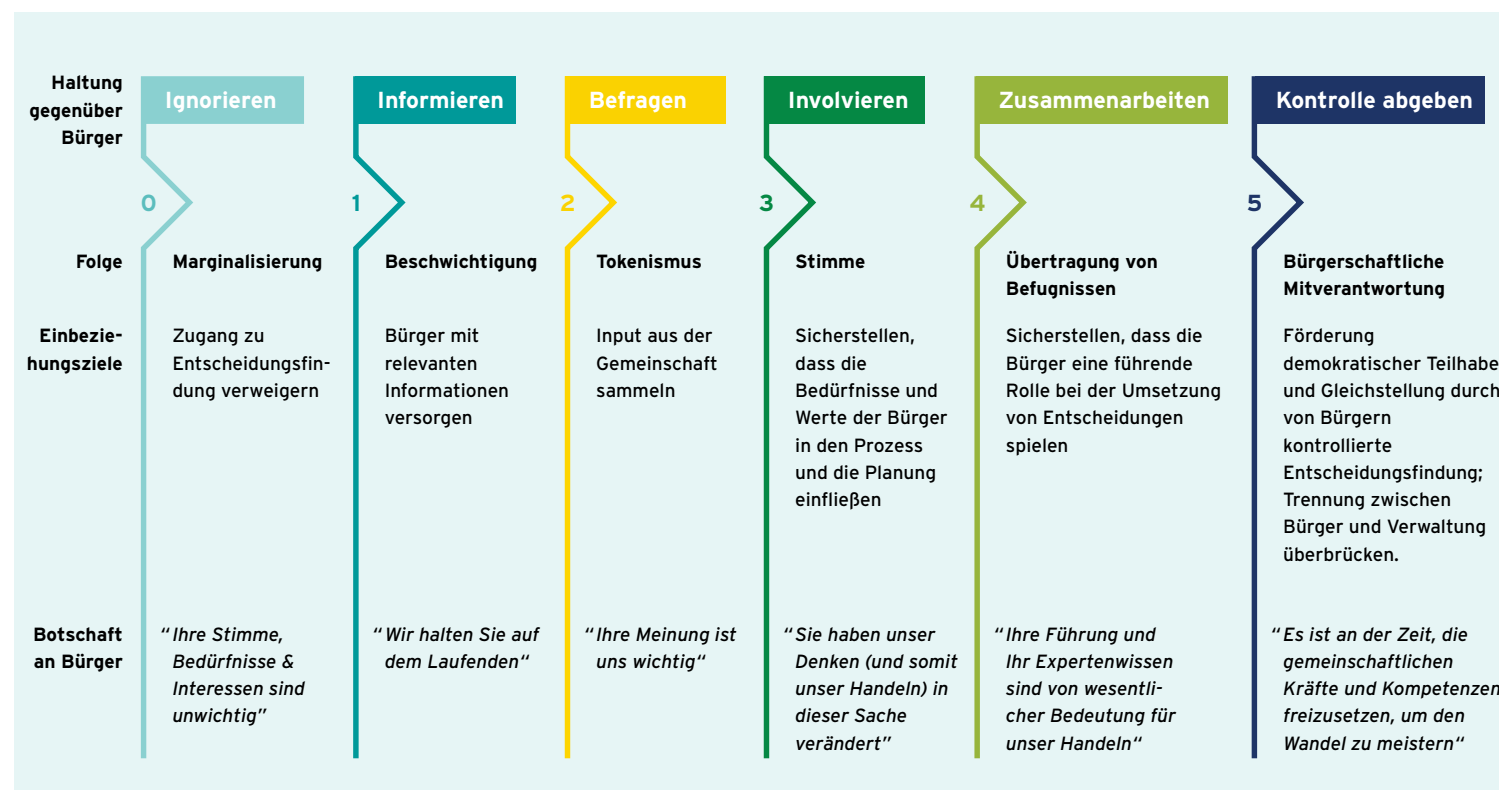 Haltung
gegenüber
Bürger
Ignorieren
Informieren
Befragen
Involvieren
Zusammenarbeiten
Kontrolle abgeben
0
1
2
3
4
5
Folge
Marginalisierung
Beschwichtigung
Tokenismus
Stimme
Übertragung von
Befugnissen
Bürgerschaftliche
Mitverantwortung
Einbezie-
hungsziele
Zugang zu
Entscheidungsfin-
dung verweigern
Bürger mit
relevanten
Informationen
versorgen
Input aus der
Gemeinschaft
sammeln
Sicherstellen,
dass die
Bedürfnisse und
Werte der Bürger
in den Prozess
und die Planung
einfließen
Sicherstellen, dass die
Bürger eine führende
Rolle bei der Umsetzung
von Entscheidungen
spielen
Förderung
demokratischer Teilhabe
und Gleichstellung durch
von Bürgern
kontrollierte
Entscheidungsfindung;
Trennung zwischen
Bürger und Verwaltung
überbrücken.
Botschaft
an Bürger
“Ihre Stimme,
Bedürfnisse &
Interessen sind
unwichtig”
“Wir halten Sie auf
dem Laufenden“
“Ihre Meinung ist
uns wichtig“
“Sie haben unser
Denken (und somit
unser Handeln) in
dieser Sache
verändert”
“Ihre Führung und
Ihr Expertenwissen
sind von wesentli-
cher Bedeutung für
unser Handeln“
“Es ist an der Zeit, die
gemeinschaftlichen
Kräfte und Kompetenzen
freizusetzen, um den
Wandel zu meistern“